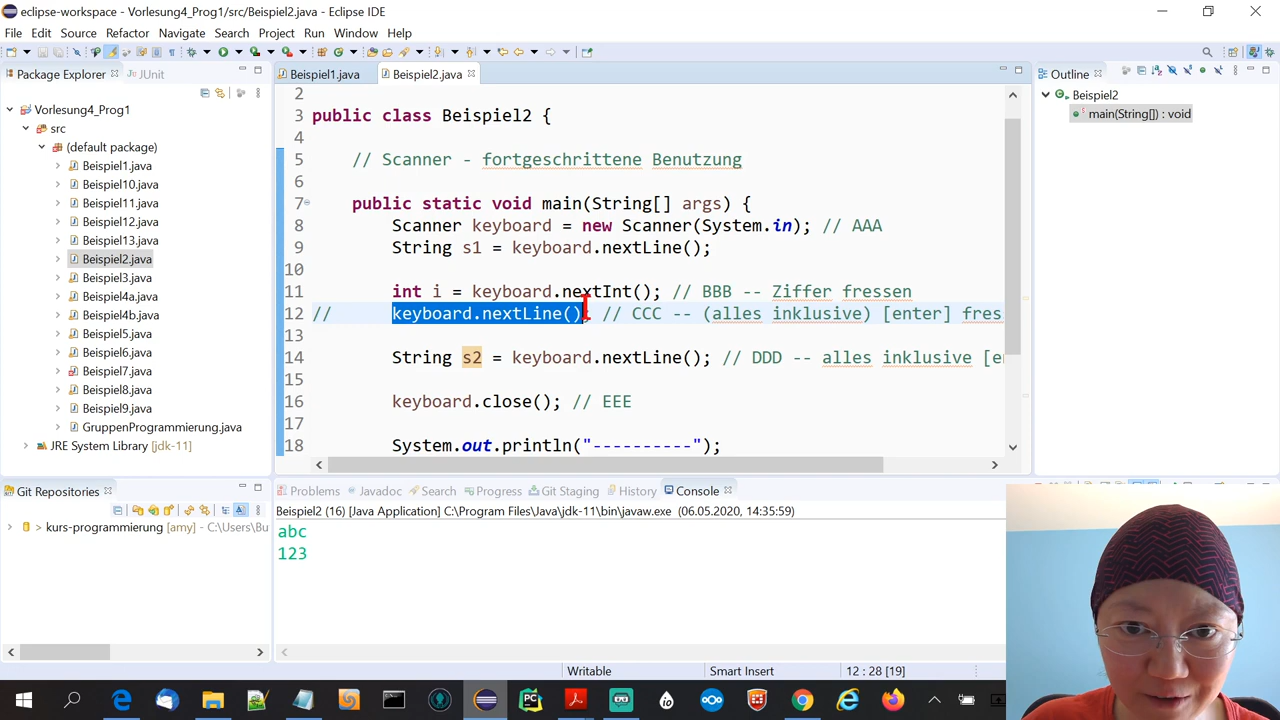 eclipse-workspace - Vorlesung4_Prog1/src/Beispiel2.java - Eclipse IDE
File Edit Source Refactor Navigate Search Project Run Window Help
Package Explorer JUnit
Vorlesung4_Prog1
src
(default package)
Beispiel1.java
Beispiel10.java
Beispiel11.java
Beispiel12.java
Beispiel13.java
Beispiel2.java
Beispiel3.java
Beispiel4a.java
Beispiel4b.java
Beispiel5.java
Beispiel6.java
Beispiel7.java
Beispiel8.java
Beispiel9.java
GruppenProgrammierung.java
JRE System Library [jdk-11]
Beispiel1.java Beispiel2.java
2
3 public class Beispiel2 {
4
5 // Scanner - fortgeschrittene Benutzung
6
7 public static void main(String[] args) {
8 Scanner keyboard = new Scanner(System.in); // AAA
9 String s1 = keyboard.nextLine();
10
11 int i = keyboard.nextInt(); // BBB -- Ziffer fressen
12 // keyboard.nextLine(); // CCC -- (alles inklusive) [enter] fres
13
14 String s2 = keyboard.nextLine(); // DDD -- alles inklusive [en
15
16 keyboard.close(); // EEE
17
18 System.out.println("----------");
Outline
Beispiel2
main(String[]) : void
Git Repositories
> kurs-programmierung [amy] - C:\Users\Bu
Problems Javadoc Search Progress Git Staging History Console
Beispiel2 (16) [Java Application] C:\Program Files\Java\jdk-11\bin\javaw.exe (06.05.2020, 14:35:59)
abc
123
Writable Smart Insert 12 : 28 [19]